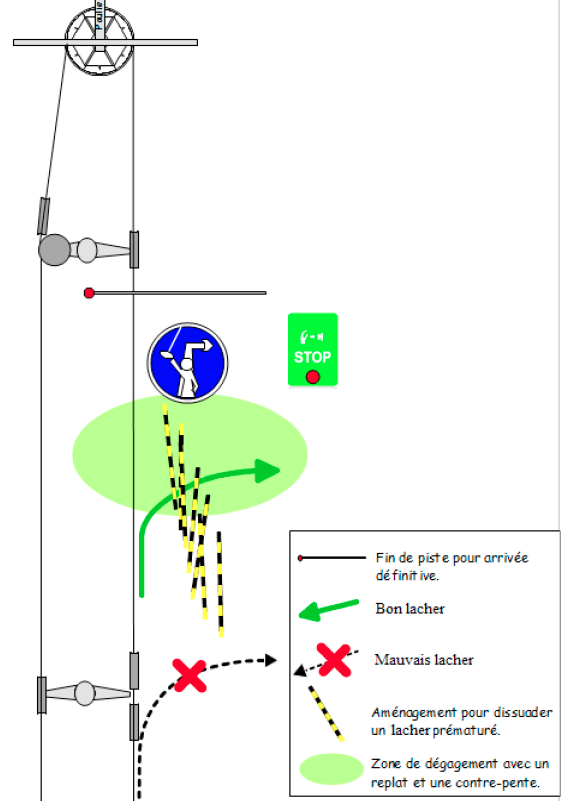 Poulie
STOP
Fin de piste pour arrivée
définitive.
Bon lacher
Mauvais lacher
Aménagement pour dissuader
un lacher prématuré.
Zone de dégagement avec un
replat et une contre-pente.